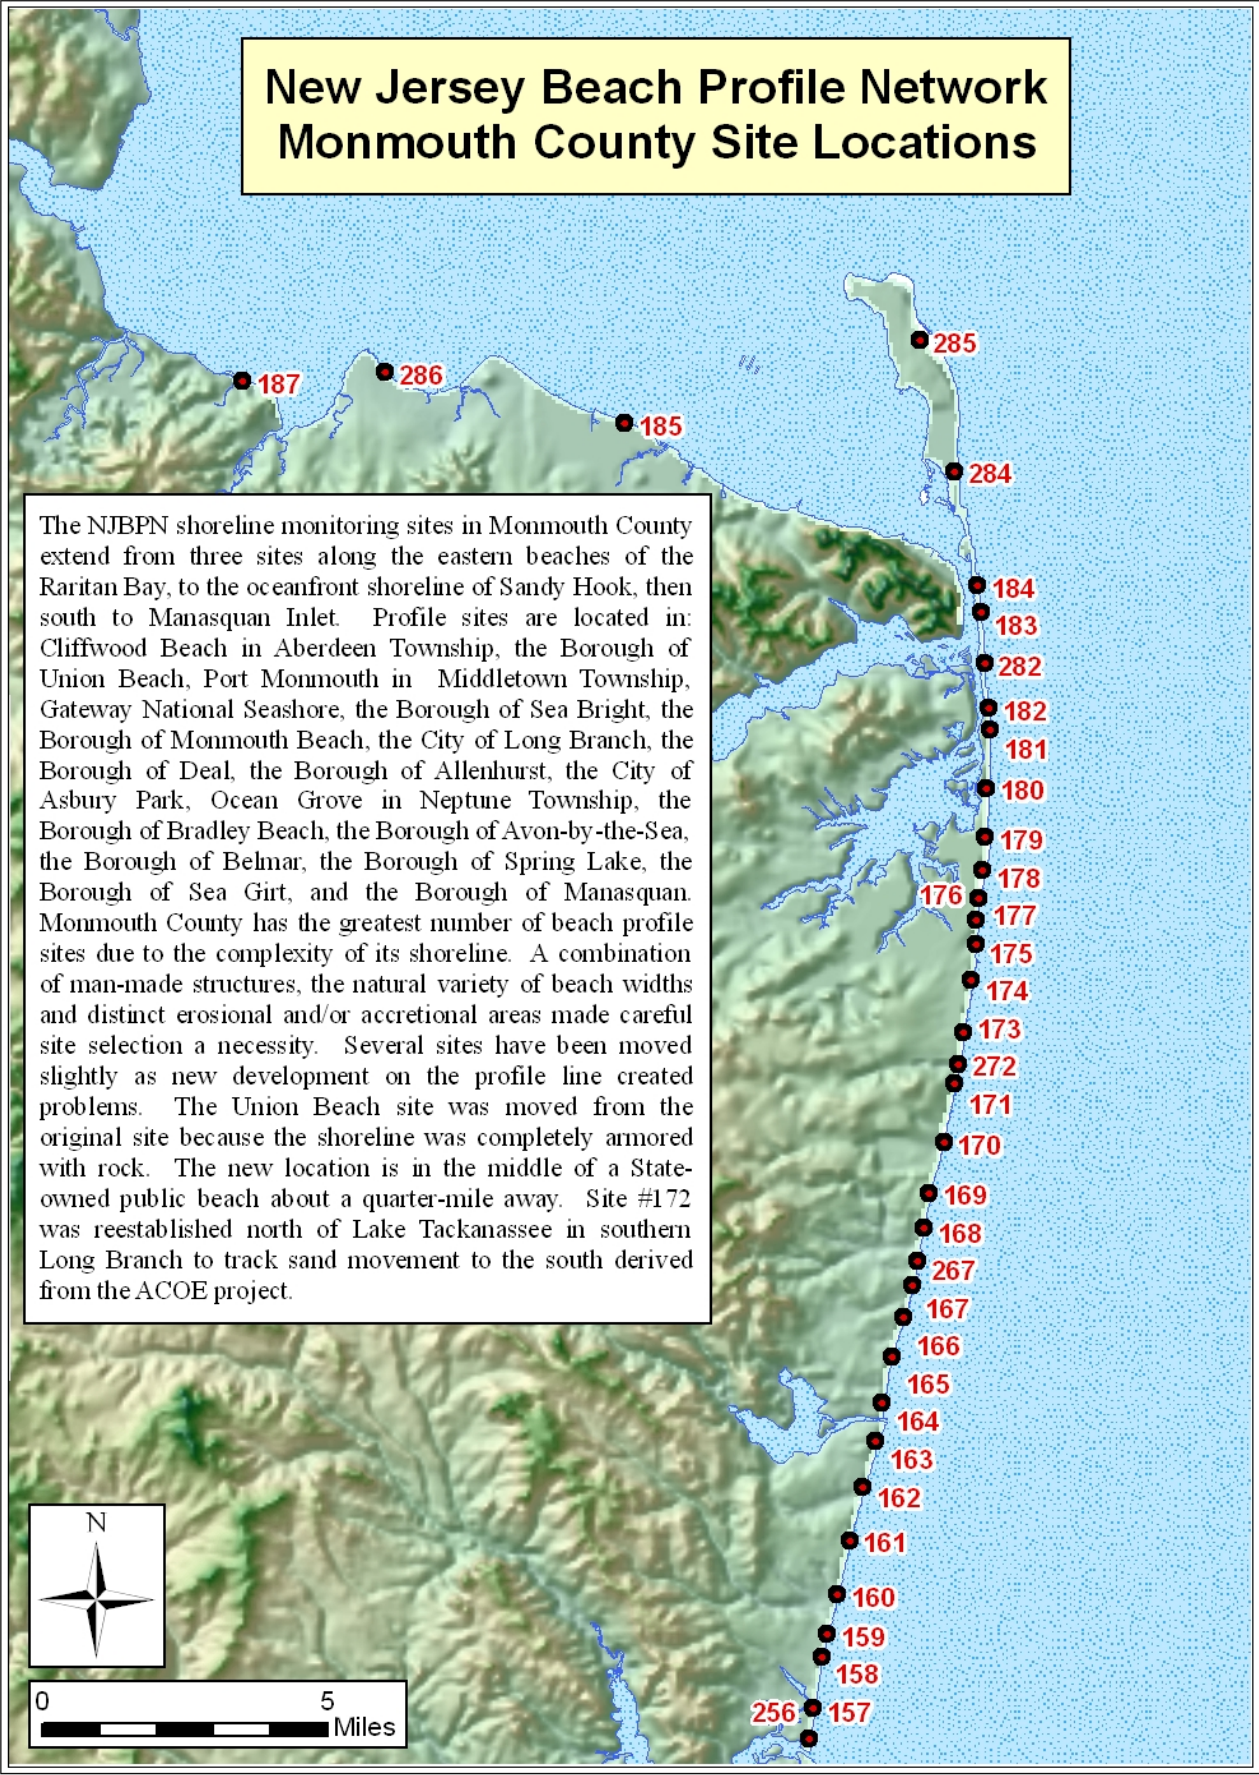 New Jersey Beach Profile Network
Monmouth County Site Locations
285
187
286
185
284
The NJBPN shoreline monitoring sites in Monmouth County
extend from three sites along the eastern beaches of the
Raritan Bay, to the oceanfront shoreline of Sandy Hook, then
south to Manasquan Inlet. Profile sites are located in:
Cliffwood Beach in Aberdeen Township, the Borough of
Union Beach, Port Monmouth in Middletown Township,
Gateway National Seashore, the Borough of Sea Bright, the
Borough of Monmouth Beach, the City of Long Branch, the
Borough of Deal, the Borough of Allenhurst, the City of
Asbury Park, Ocean Grove in Neptune Township, the
Borough of Bradley Beach, the Borough of Avon-by-the-Sea,
the Borough of Belmar, the Borough of Spring Lake, the
Borough of Sea Girt, and the Borough of Manasquan.
Monmouth County has the greatest number of beach profile
sites due to the complexity of its shoreline. A combination
of man-made structures, the natural variety of beach widths
and distinct erosional and/or accretional areas made careful
site selection a necessity. Several sites have been moved
slightly as new development on the profile line created
problems. The Union Beach site was moved from the
original site because the shoreline was completely armored
with rock. The new location is in the middle of a State-
owned public beach about a quarter-mile away. Site #172
was reestablished north of Lake Tackanassee in southern
Long Branch to track sand movement to the south derived
from the ACOE project.
184
183
282
182
181
180
179
178
176
177
175
174
173
272
171
170
169
168
267
167
166
165
164
163
162
161
160
159
158
256 157
N
0 5
Miles